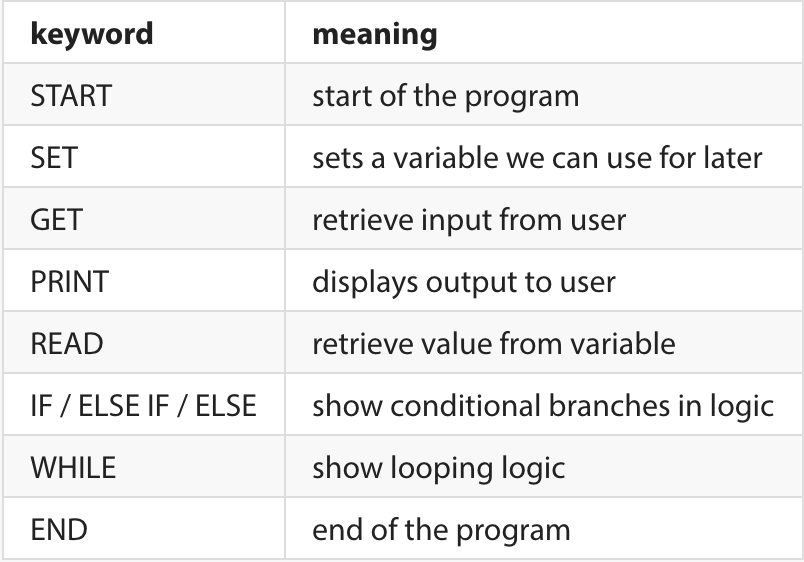 keyword meaning
START start of the program
SET sets a variable we can use for later
GET retrieve input from user
PRINT displays output to user
READ retrieve value from variable
IF / ELSE IF / ELSE show conditional branches in logic
WHILE show looping logic
END end of the program